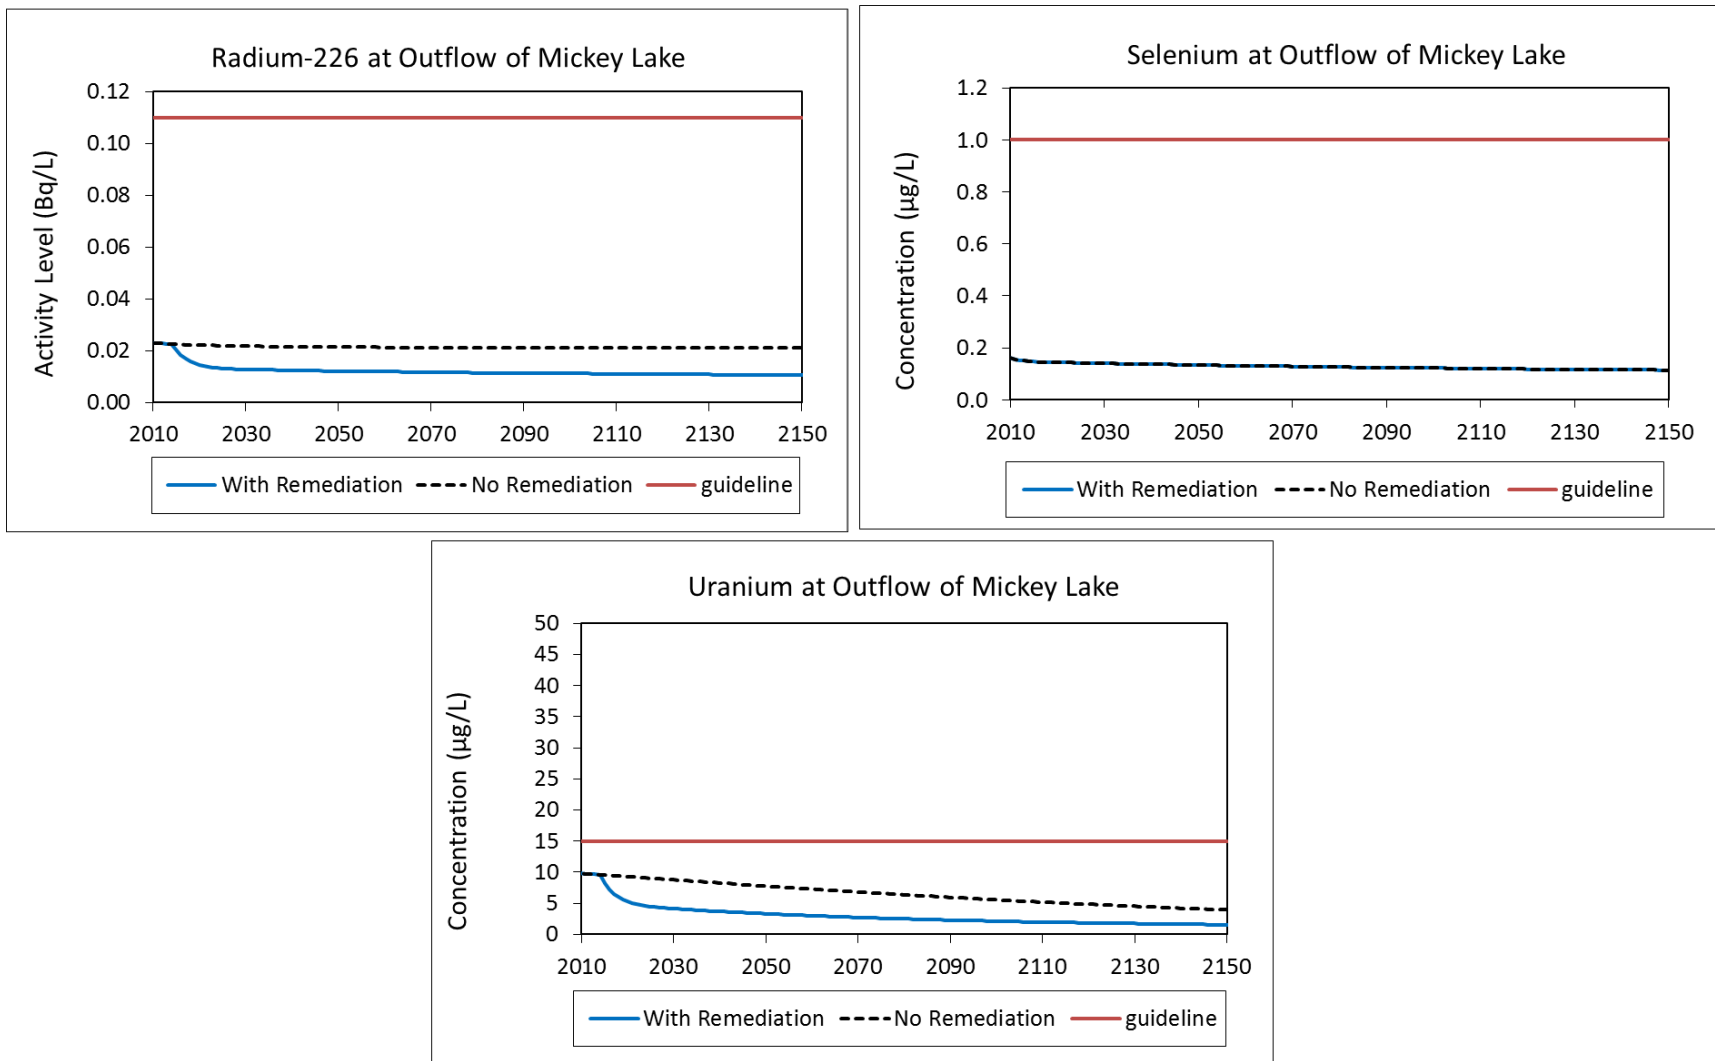 Radium-226 at Outflow of Mickey Lake
Activity Level (Bq/L)
0.12
0.10
0.08
0.06
0.04
0.02
0.00
2010 2030 2050 2070 2090 2110 2130 2150
With Remediation No Remediation guideline
Selenium at Outflow of Mickey Lake
Concentration (µg/L)
1.2
1.0
0.8
0.6
0.4
0.2
0.0
2010 2030 2050 2070 2090 2110 2130 2150
With Remediation No Remediation guideline
Uranium at Outflow of Mickey Lake
Concentration (µg/L)
50
45
40
35
30
25
20
15
10
5
0
2010 2030 2050 2070 2090 2110 2130 2150
With Remediation No Remediation guideline